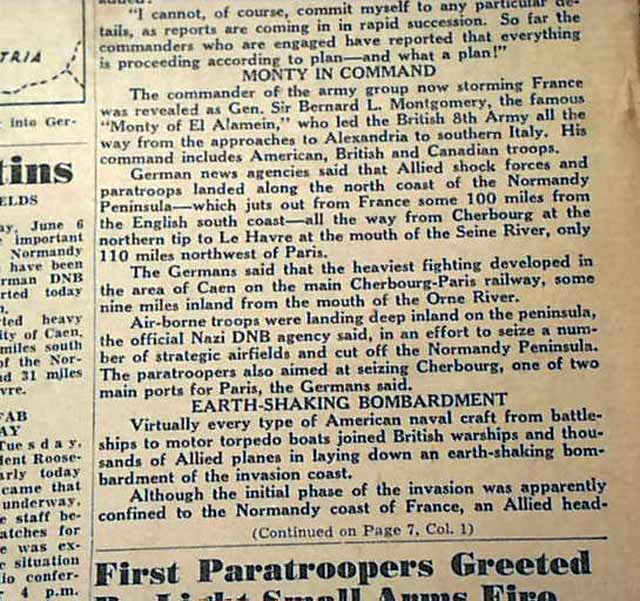 "I cannot, of course, commit myself to any particular de-
tails, as reports are coming in in rapid succession. So far the
commanders who are engaged have reported that everything
is proceeding according to plan—and what a plan!"
MONTY IN COMMAND
The commander of the army group now storming France
was revealed as Gen. Sir Bernard L. Montgomery, the famous
"Monty of El Alamein," who led the British 8th Army all the
way from the approaches to Alexandria to southern Italy. His
command includes American, British and Canadian troops.
German news agencies said that Allied shock forces and
paratroops landed along the north coast of the Normandy
Peninsula—which juts out from France some 100 miles from
the English south coast—all the way from Cherbourg at the
northern tip to Le Havre at the mouth of the Seine River, only
110 miles northwest of Paris.
The Germans said that the heaviest fighting developed in
the area of Caen on the main Cherbourg-Paris railway, some
nine miles inland from the mouth of the Orne River.
Air-borne troops were landing deep inland on the peninsula,
the official Nazi DNB agency said, in an effort to seize a num-
ber of strategic airfields and cut off the Normandy Peninsula.
The paratroopers also aimed at seizing Cherbourg, one of two
main ports for Paris, the Germans said.
EARTH-SHAKING BOMBARDMENT
Virtually every type of American naval craft from battle-
ships to motor torpedo boats joined British warships and thou-
sands of Allied planes in laying down an earth-shaking bom-
bardment of the invasion coast.
Although the initial phase of the invasion was apparently
confined to the Normandy coast of France, an Allied head-
(Continued on Page 7, Col. 1)
First Paratroopers Greeted
By Light Small Arms Fire
TRIA
into Ger-
tins
ELDS
ay, June 6
important
Normandy
have been
rman DNB
rted today
n.
ted heavy
ity of Caen,
miles south
of the Nor-
nd 31 miles
vre.
FAB
AY
Tuesday,
dent Roose-
arly today
came that
underway.
e staff be-
atches for
e was ex-
e situation
io confer-
4 p.m.